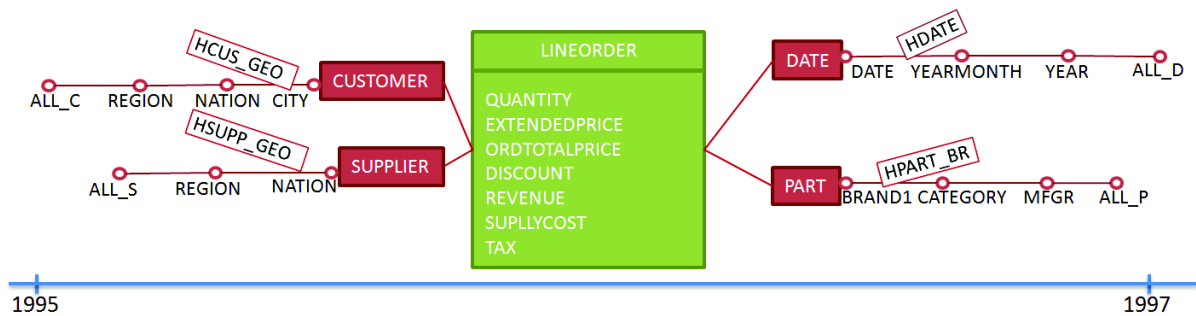 HCUS_GEO
CUSTOMER
ALL_C REGION NATION CITY
HSUPP_GEO
SUPPLIER
ALL_S REGION NATION
LINEORDER
QUANTITY
EXTENDEDPRICE
ORDTOTALPRICE
DISCOUNT
REVENUE
SUPLLYCOST
TAX
HDATE
DATE
DATE YEARMONTH YEAR ALL_D
HPART_BR
PART
BRAND1 CATEGORY MFGR ALL_P
1995 1997